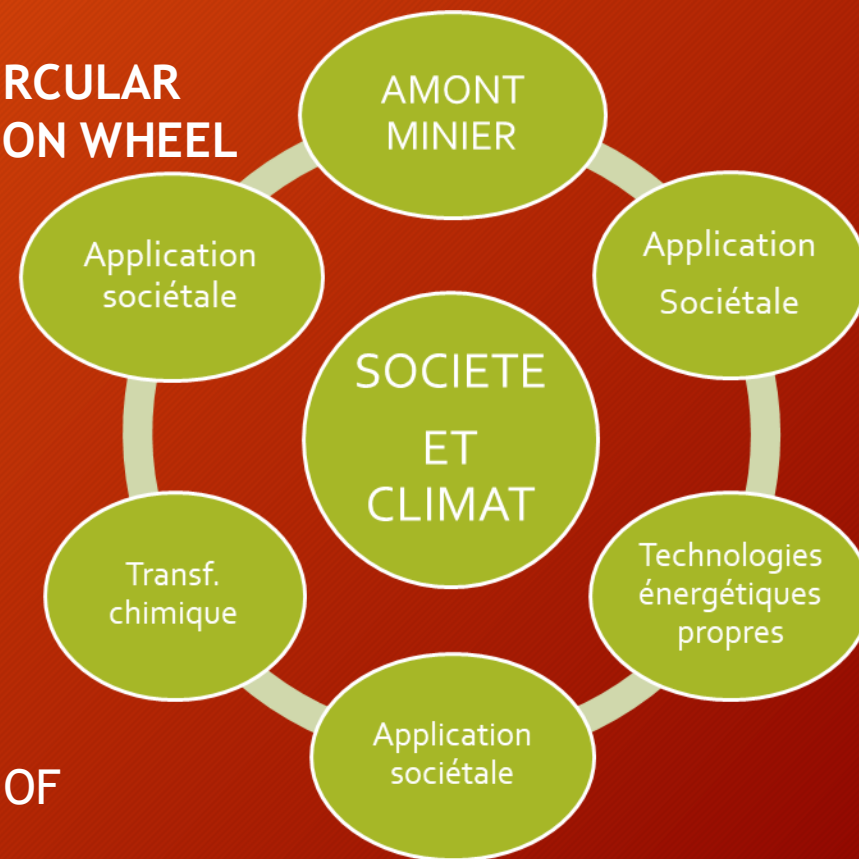 RCULAR
ON WHEEL
AMONT
MINIER
Application
Sociétale
Technologies
énergétiques
propres
Application
sociétale
Transf.
chimique
Application
sociétale
SOCIETE
ET
CLIMAT
OF